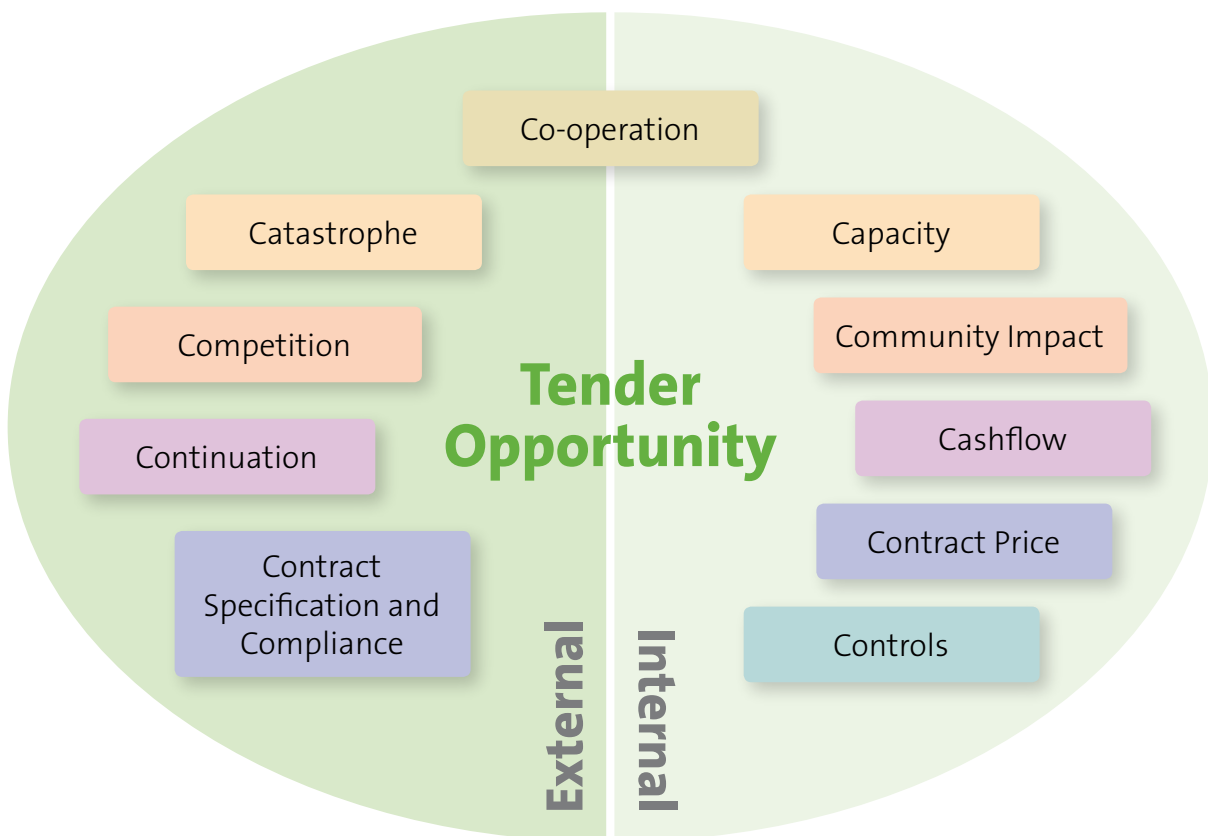 Co-operation
Catastrophe
Capacity
Competition
Community Impact
Tender
Opportunity
Continuation
Cashflow
Contract
Specification and
Compliance
Contract Price
Controls
External
Internal